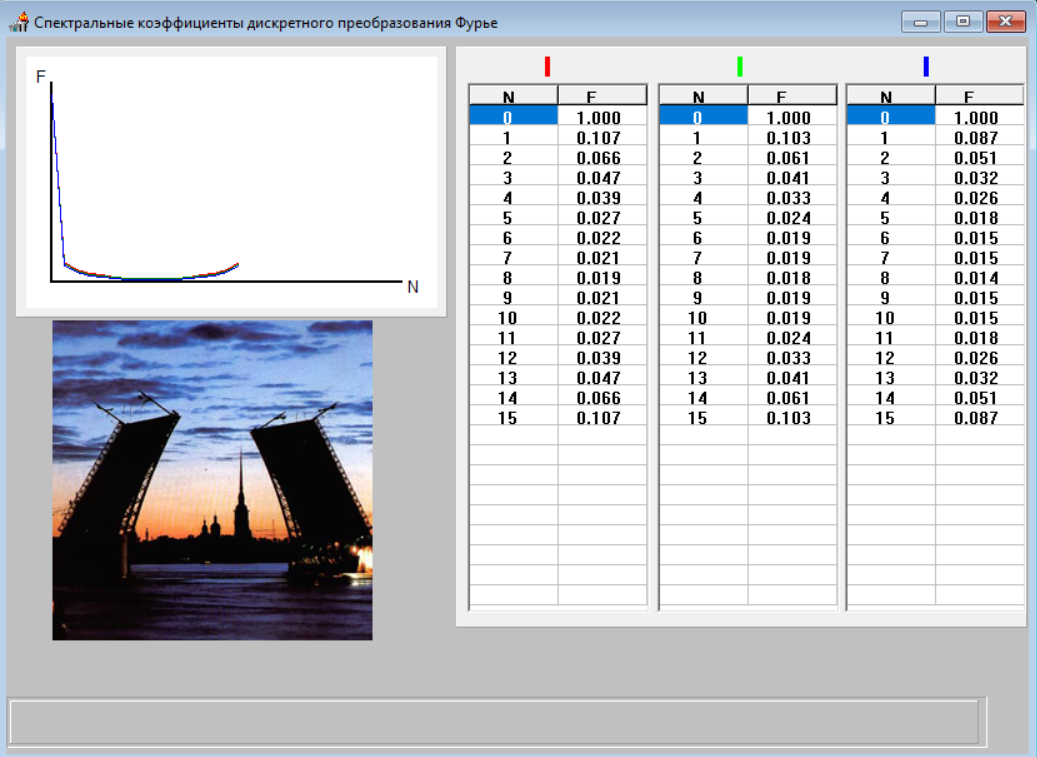 Спектральные коэффициенты дискретного преобразования Фурье
F
N
N F N F N F
0 1.000 0 1.000 0 1.000
1 0.107 1 0.103 1 0.087
2 0.066 2 0.061 2 0.051
3 0.047 3 0.041 3 0.032
4 0.039 4 0.033 4 0.026
5 0.027 5 0.024 5 0.018
6 0.022 6 0.019 6 0.015
7 0.021 7 0.019 7 0.015
8 0.019 8 0.018 8 0.014
9 0.021 9 0.019 9 0.015
10 0.022 10 0.019 10 0.015
11 0.027 11 0.024 11 0.018
12 0.039 12 0.033 12 0.026
13 0.047 13 0.041 13 0.032
14 0.066 14 0.061 14 0.051
15 0.107 15 0.103 15 0.087